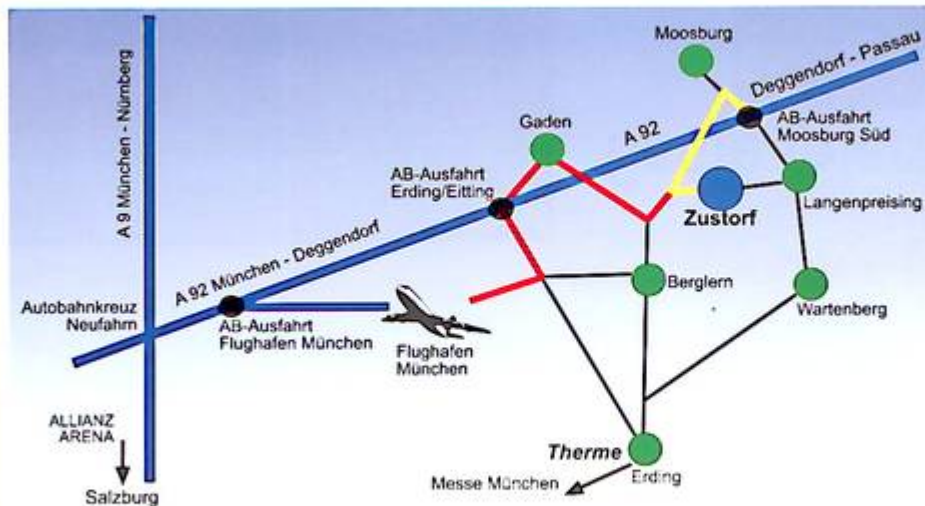 A 9 München - Nürnberg
Moosburg
Deggendorf - Passau
Gaden
A 92
AB-Ausfahrt
Moosburg Süd
AB-Ausfahrt
Erding/Eitting
Zustorf
Langenpreising
A 92 München - Deggendorf
Autobahnkreuz
Neufahrn
Berglern
Wartenberg
AB-Ausfahrt
Flughafen München
Flughafen
München
ALLIANZ
ARENA
Salzburg
Therme
Erding
Messe München